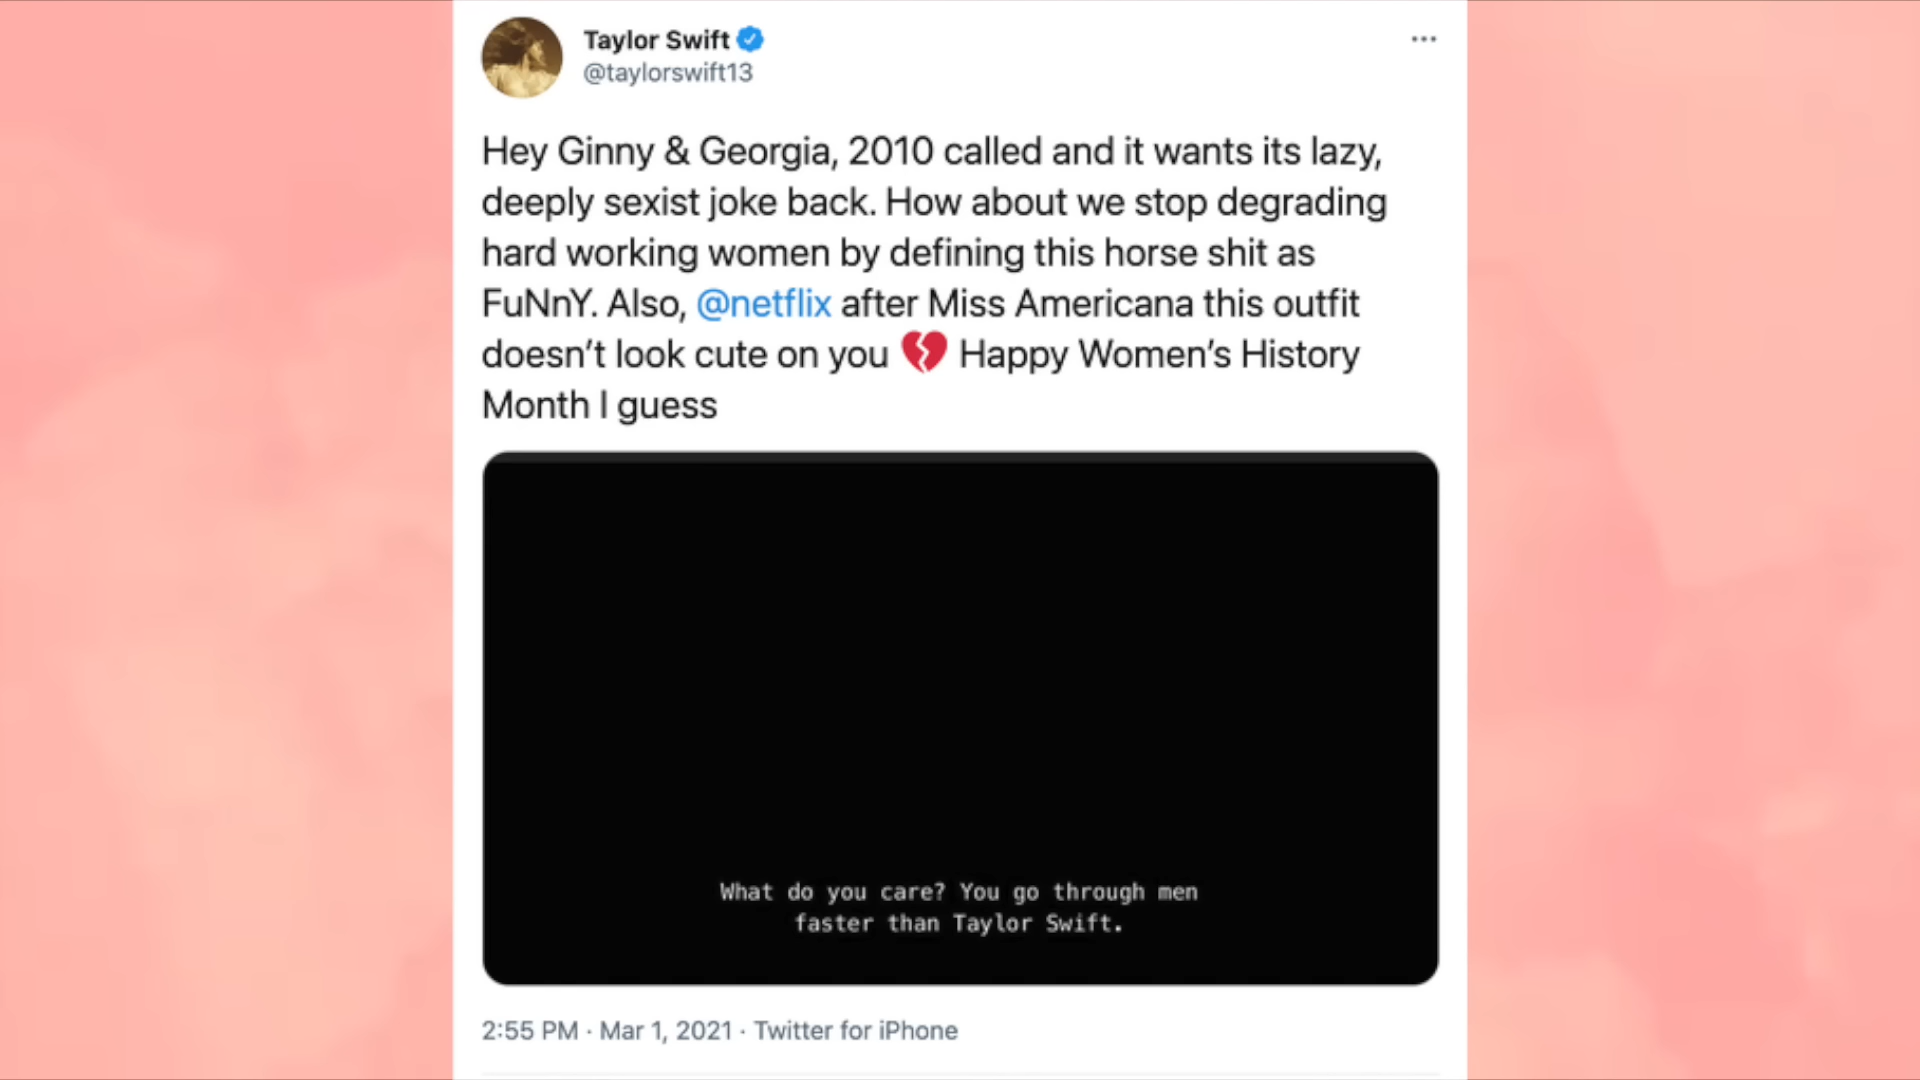 Taylor Swift
@taylorswift13
Hey Ginny & Georgia, 2010 called and it wants its lazy,
deeply sexist joke back. How about we stop degrading
hard working women by defining this horse shit as
FuNnY. Also, @netflix after Miss Americana this outfit
doesn’t look cute on you 💔 Happy Women’s History
Month I guess
What do you care? You go through men
faster than Taylor Swift.
2:55 PM · Mar 1, 2021 · Twitter for iPhone